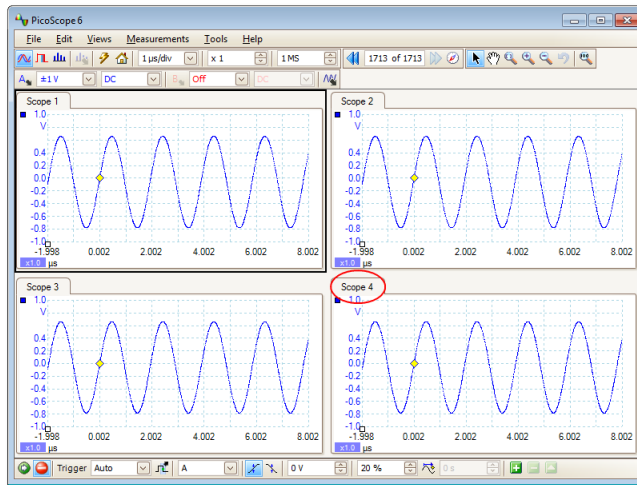 PicoScope 6
File Edit Views Measurements Tools Help
1 µs/div x 1 1 MS 1713 of 1713
A ±1 V DC B Off DC
Scope 1
1.0
V
0.4
0.2
0.0
-0.2
-0.4
-0.6
-0.8
-1.0
-1.998 0.002 2.002 4.002 6.002 8.002
x1.0 µs
Scope 2
1.0
V
0.4
0.2
0.0
-0.2
-0.4
-0.6
-0.8
-1.0
-1.998 0.002 2.002 4.002 6.002 8.002
x1.0 µs
Scope 3
1.0
V
0.4
0.2
0.0
-0.2
-0.4
-0.6
-0.8
-1.0
-1.998 0.002 2.002 4.002 6.002 8.002
x1.0 µs
Scope 4
1.0
V
0.4
0.2
0.0
-0.2
-0.4
-0.6
-0.8
-1.0
-1.998 0.002 2.002 4.002 6.002 8.002
x1.0 µs
Trigger Auto A 0 V 20 % 0 s